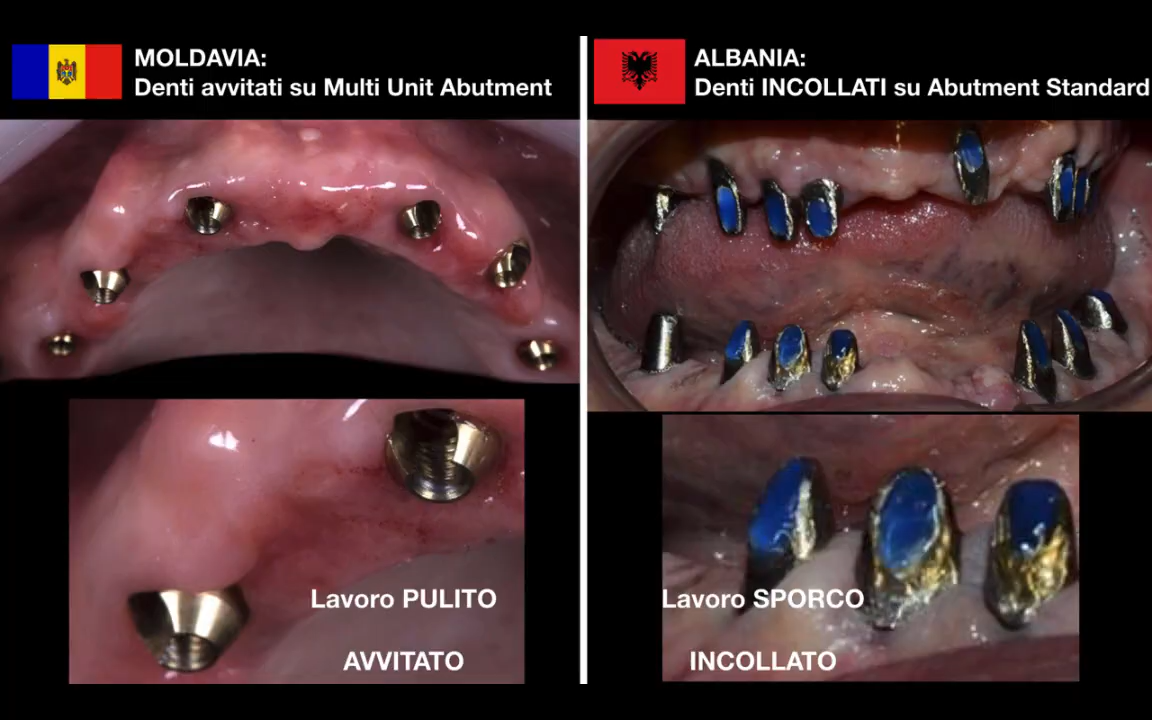 MOLDAVIA:
Denti avvitati su Multi Unit Abutment
Lavoro PULITO
AVVITATO
ALBANIA:
Denti INCOLLATI su Abutment Standard
Lavoro SPORCO
INCOLLATO